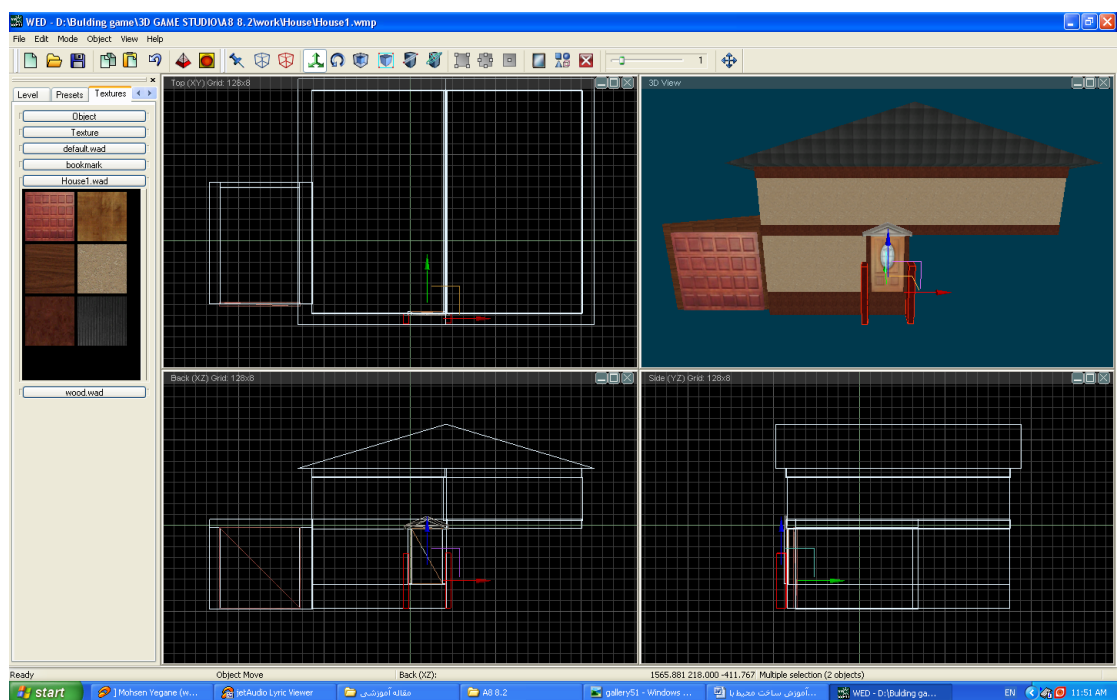 WED - D:\Bulding game\3D GAME STUDIO\A8 8.2\work\House\House1.wmp
File Edit Mode Object View Help
1
Level Presets Textures
Object
Texture
default.wad
bookmark
House1.wad
wood.wad
Top (XY) Grid: 128x8
3D View
Back (XZ) Grid: 128x8
Side (YZ) Grid: 128x8
Ready Object Move Back (XZ): 1565.881 218.000 -411.767 Multiple selection (2 objects)
start ] Mohsen Yegane (w... jetAudio Lyric Viewer مقاله آموزشی A8 8.2 gallery51 - Windows ... آموزش ساخت محیط با... WED - D:\Bulding ga... EN 11:51 AM